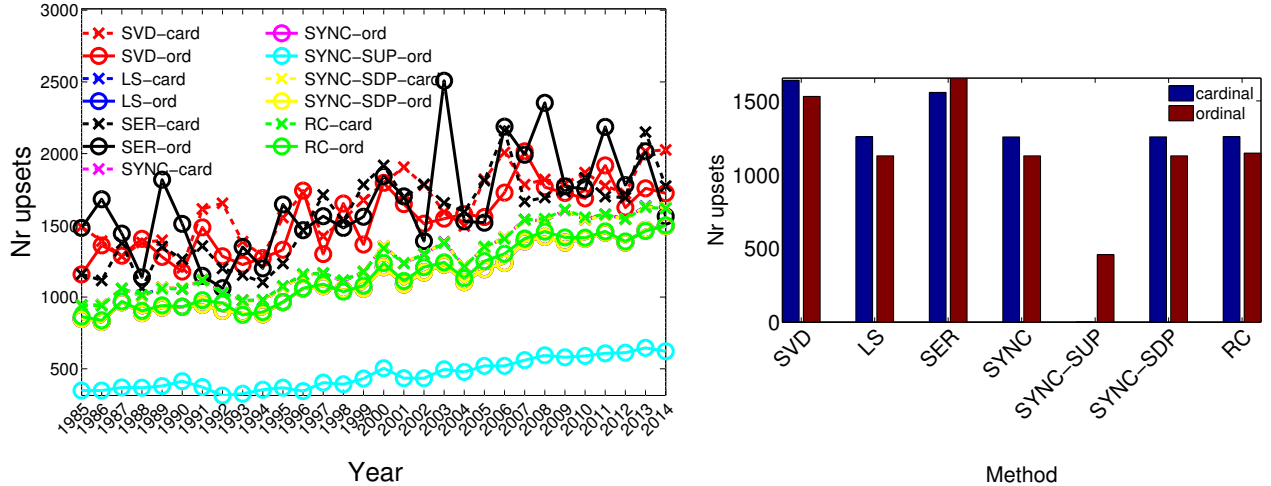 3000
2500
2000
1500
1000
500
Nr upsets
SVD-card
SVD-ord
LS-card
LS-ord
SER-card
SER-ord
SYNC-card
SYNC-ord
SYNC-SUP-ord
SYNC-SDP-card
SYNC-SDP-ord
RC-card
RC-ord
1985 1986 1987 1988 1989 1990 1991 1992 1993 1994 1995 1996 1997 1998 1999 2000 2001 2002 2003 2004 2005 2006 2007 2008 2009 2010 2011 2012 2013 2014
Year
1500
1000
500
0
Nr upsets
cardinal
ordinal
SVD LS SER SYNC SYNC-SUP SYNC-SDP RC
Method